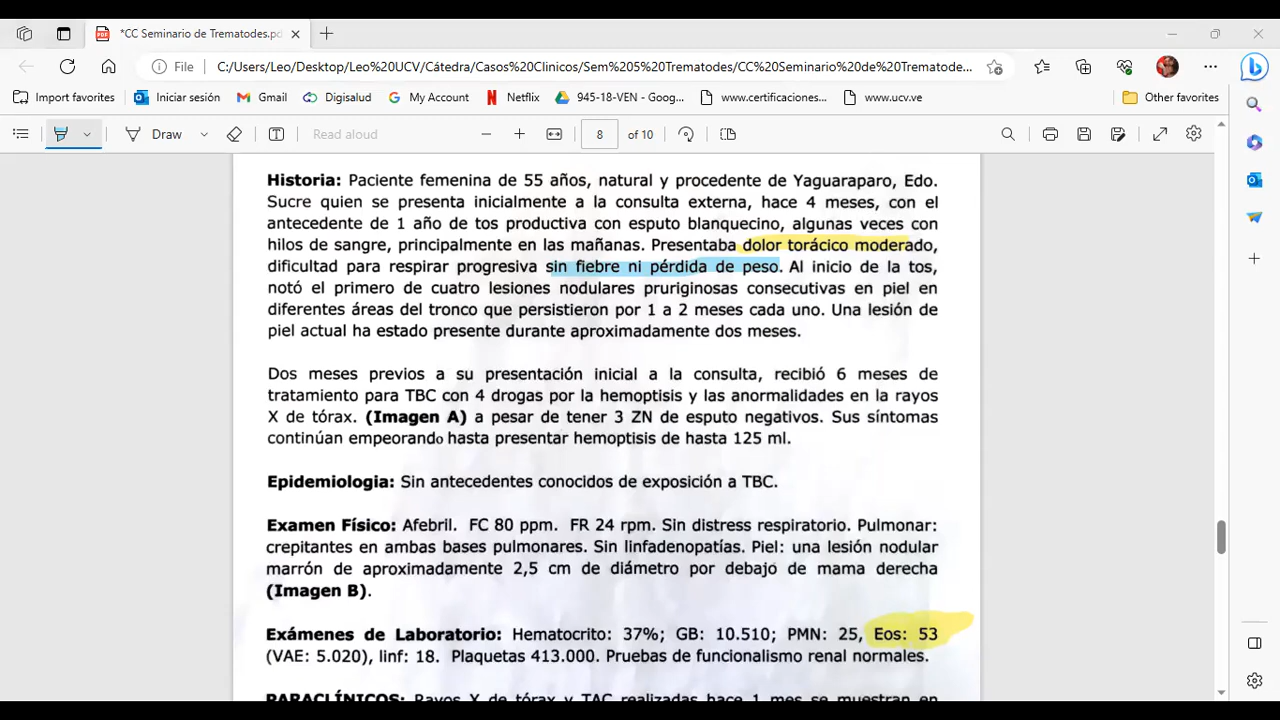 *CC Seminario de Trematodes.pd
File
C:/Users/Leo/Desktop/Leo%20UCV/Cátedra/Casos%20Clinicos/Sem%205%20Trematodes/CC%20Seminario%20de%20Trematode...
Import favorites Iniciar sesión Gmail Digisalud My Account Netflix 945-18-VEN - Goog... www.certificaciones... www.ucv.ve Other favorites
Draw Read aloud 8 of 10
Historia: Paciente femenina de 55 años, natural y procedente de Yaguaraparo, Edo.
Sucre quien se presenta inicialmente a la consulta externa, hace 4 meses, con el
antecedente de 1 año de tos productiva con esputo blanquecino, algunas veces con
hilos de sangre, principalmente en las mañanas. Presentaba dolor torácico moderado,
dificultad para respirar progresiva sin fiebre ni pérdida de peso. Al inicio de la tos,
notó el primero de cuatro lesiones nodulares pruriginosas consecutivas en piel en
diferentes áreas del tronco que persistieron por 1 a 2 meses cada uno. Una lesión de
piel actual ha estado presente durante aproximadamente dos meses.
Dos meses previos a su presentación inicial a la consulta, recibió 6 meses de
tratamiento para TBC con 4 drogas por la hemoptisis y las anormalidades en la rayos
X de tórax. (Imagen A) a pesar de tener 3 ZN de esputo negativos. Sus síntomas
continúan empeorando hasta presentar hemoptisis de hasta 125 ml.
Epidemiologia: Sin antecedentes conocidos de exposición a TBC.
Examen Físico: Afebril. FC 80 ppm. FR 24 rpm. Sin distress respiratorio. Pulmonar:
crepitantes en ambas bases pulmonares. Sin linfadenopatías. Piel: una lesión nodular
marrón de aproximadamente 2,5 cm de diámetro por debajo de mama derecha
(Imagen B).
Exámenes de Laboratorio: Hematocrito: 37%; GB: 10.510; PMN: 25, Eos: 53
(VAE: 5.020), linf: 18. Plaquetas 413.000. Pruebas de funcionalismo renal normales.
PARACLÍNICOS: Rayos X de tórax y TAC realizadas hace 1 mes se muestran en